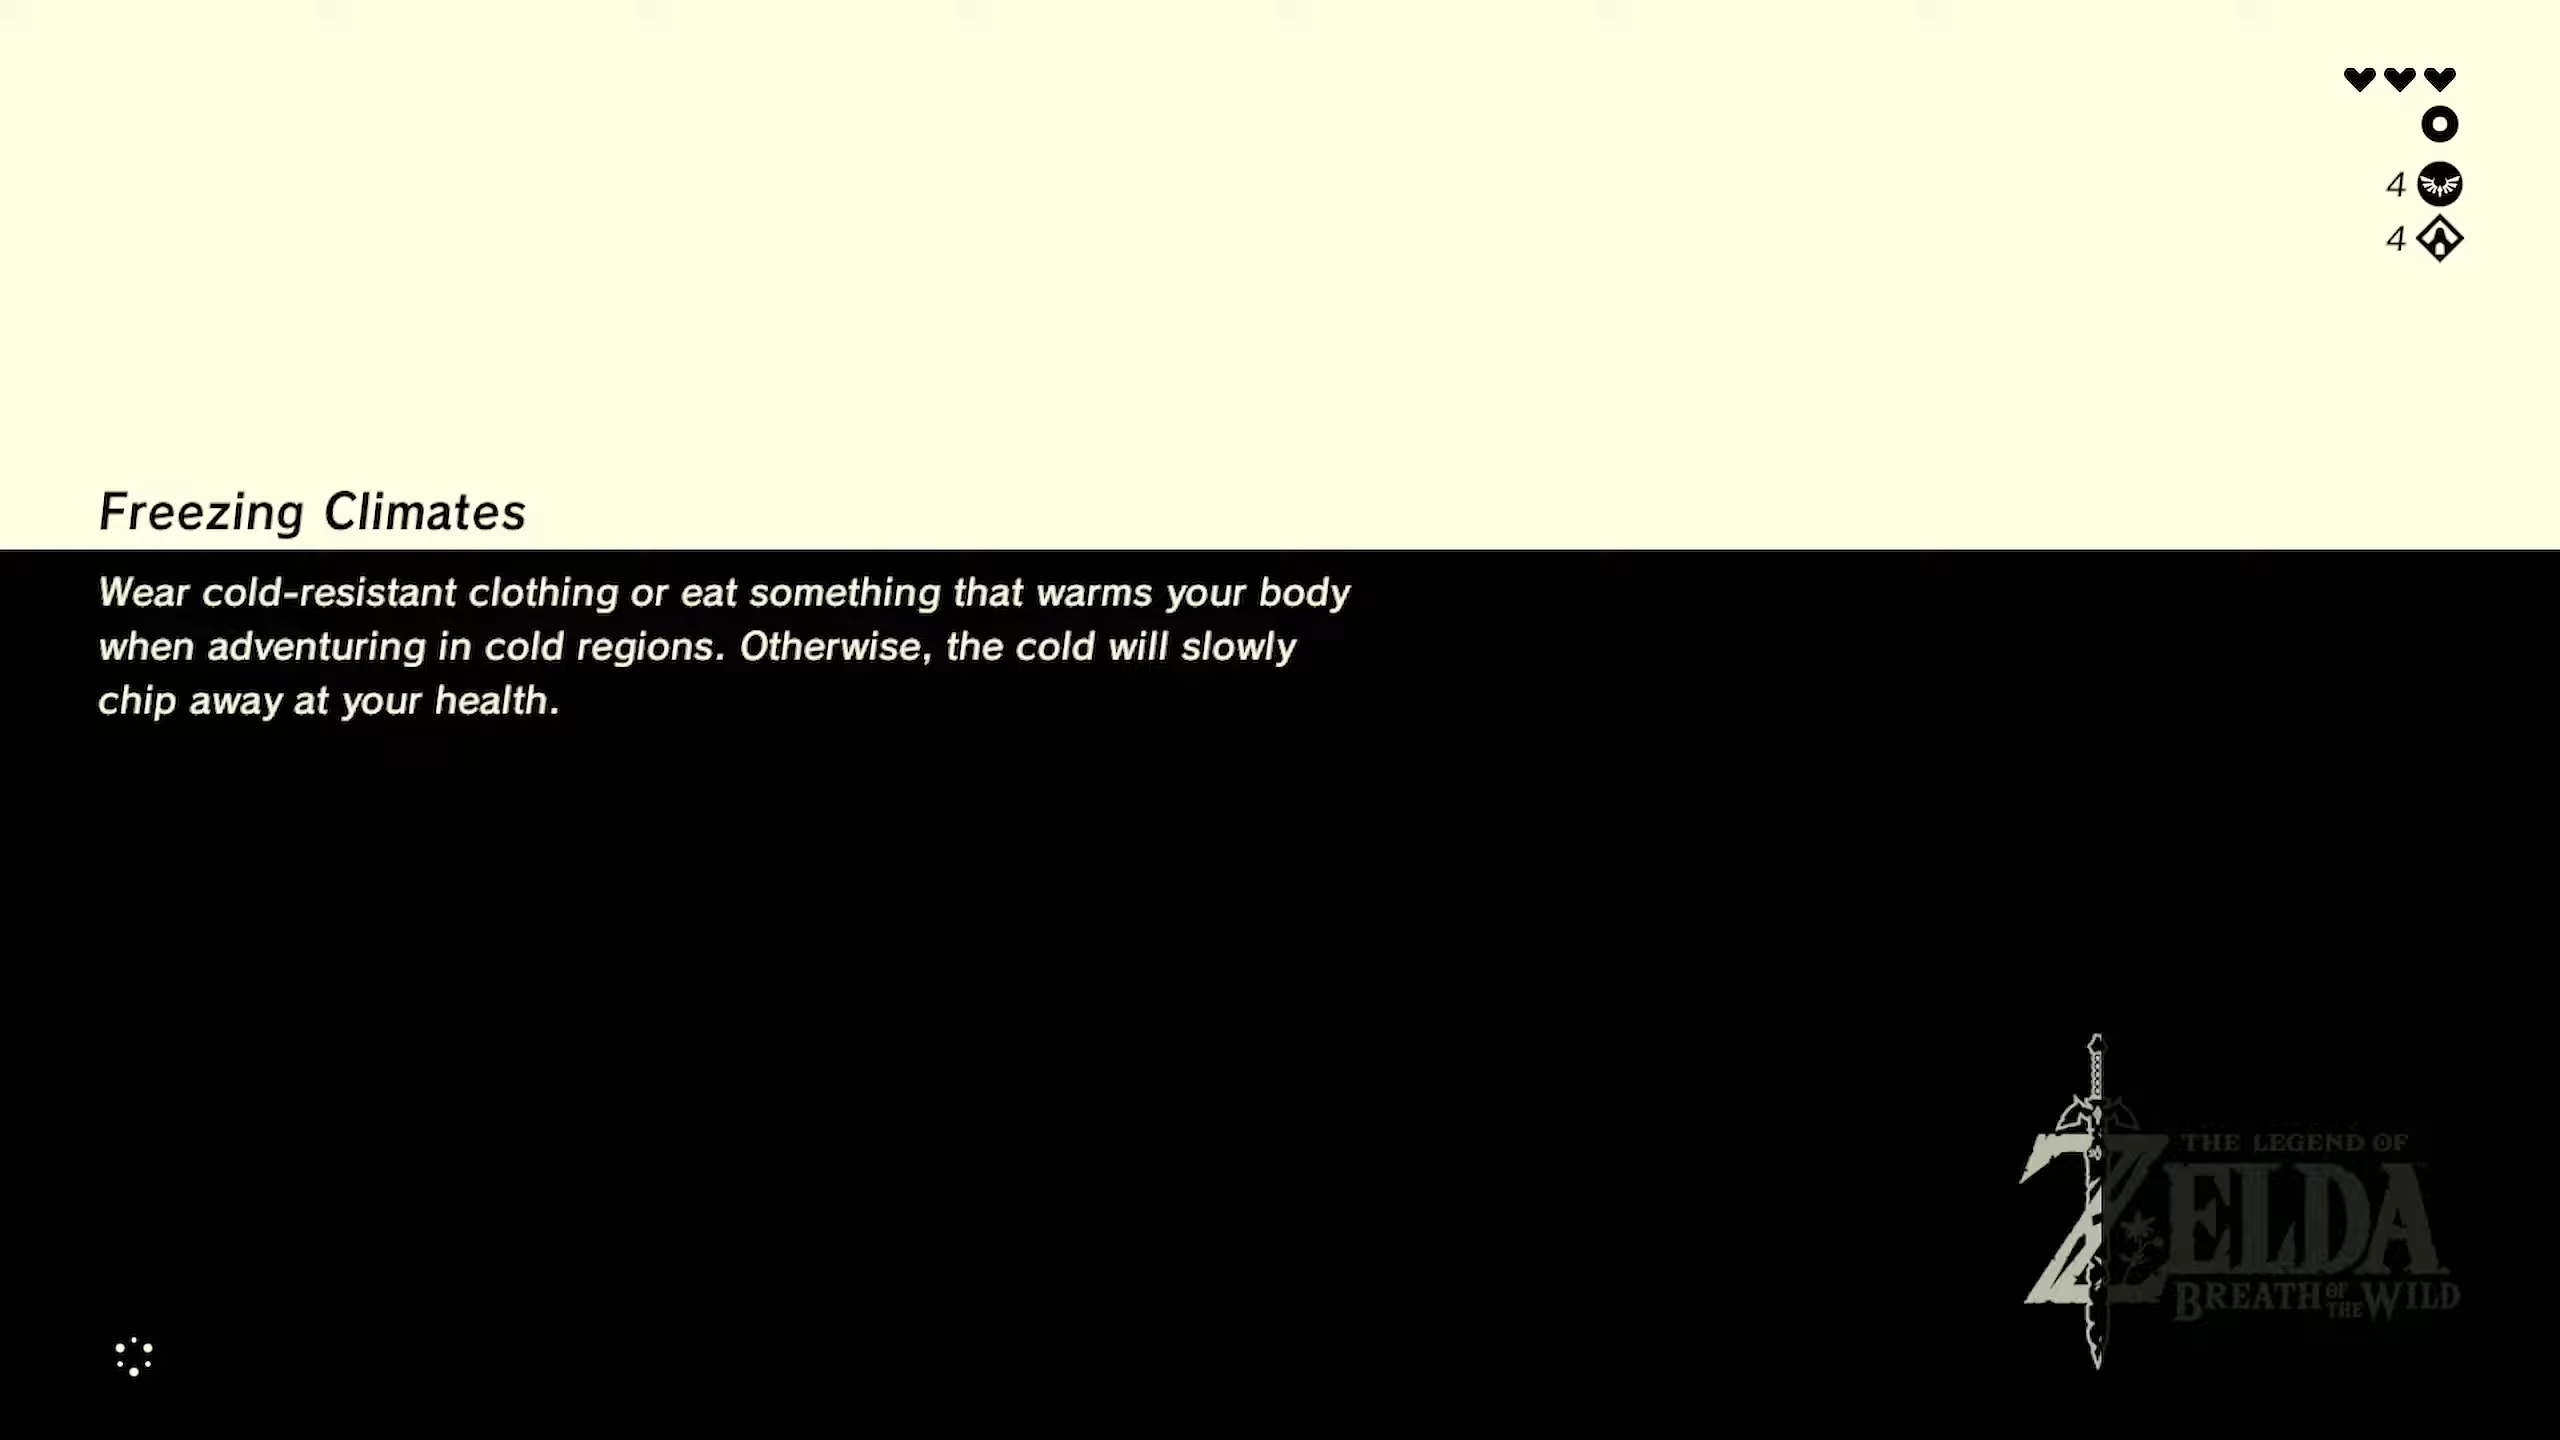 4
4
Freezing Climates
Wear cold-resistant clothing or eat something that warms your body
when adventuring in cold regions. Otherwise, the cold will slowly
chip away at your health.
THE LEGEND OF
ZELDA
BREATH OF THE WILD